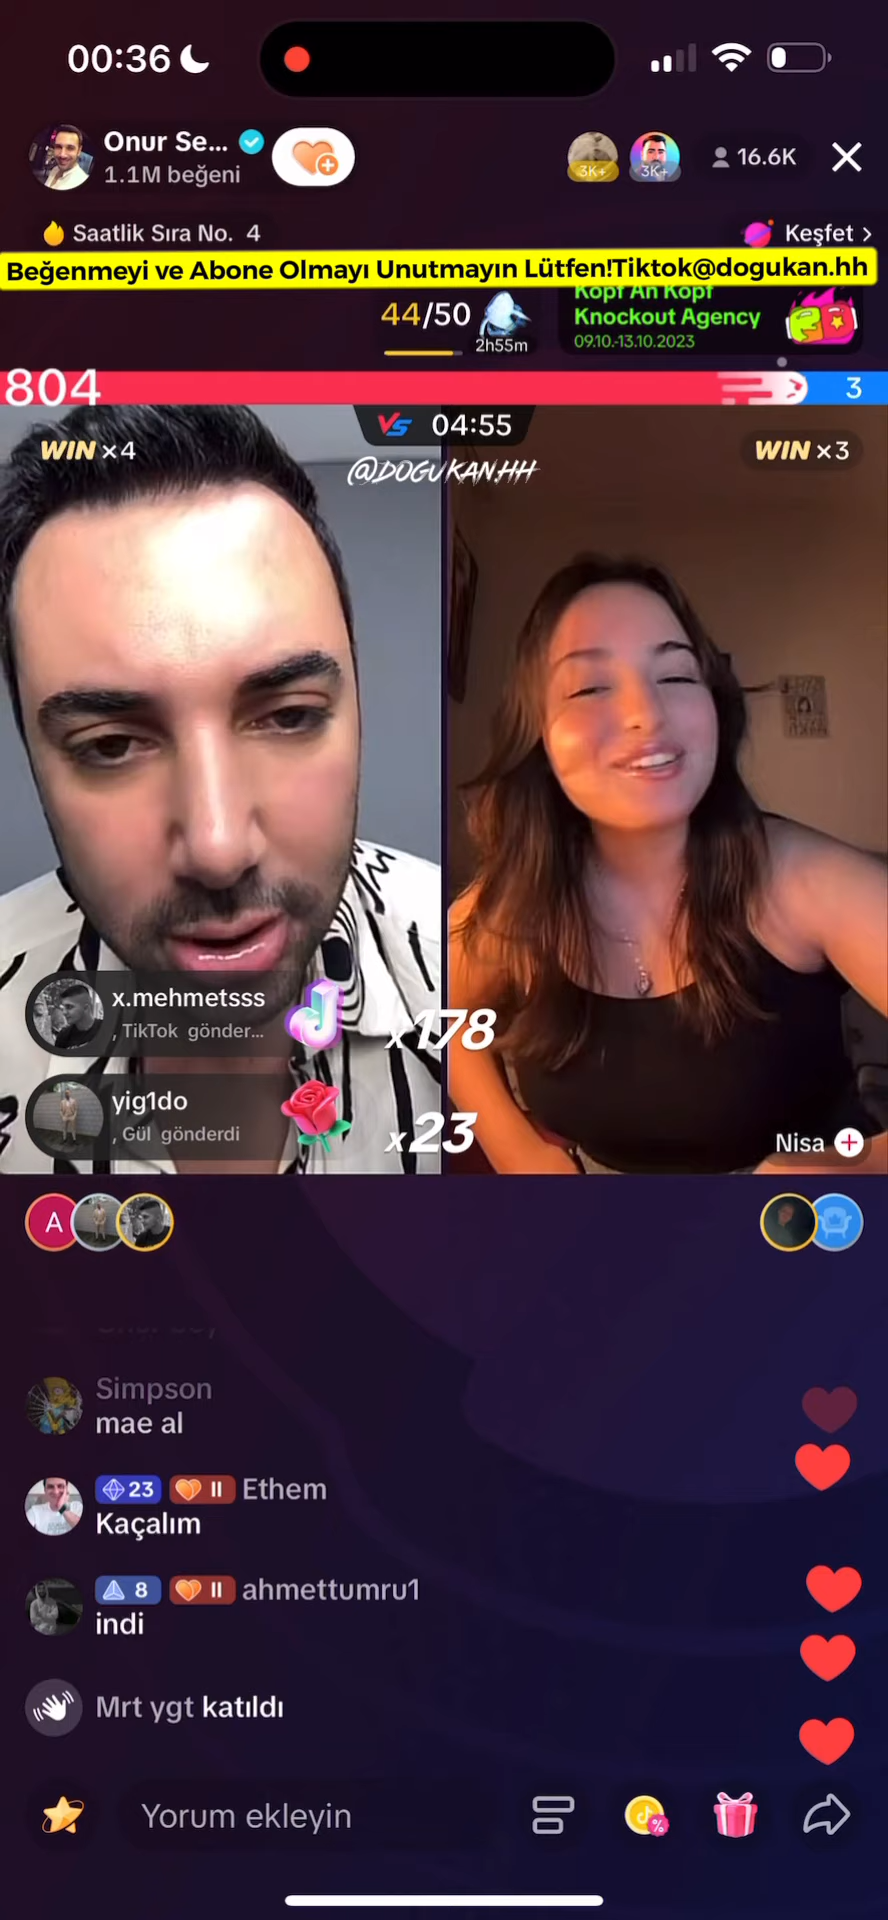 00:36
Onur Se...
1.1M beğeni
3K+
3K+
16.6K
Saatlik Sıra No. 4
Keşfet >
Beğenmeyi ve Abone Olmayı Unutmayın Lütfen!Tiktok@dogukan.hh
44/50
2h55m
Kopf An Kopf
Knockout Agency
09.10.-13.10.2023
804
3
VS 04:55
WIN x4
WIN x3
@DOGUKAN.HH
x.mehmetsss
, TikTok gönder...
x178
yig1do
, Gül gönderdi
x23
Nisa +
A
Simpson
mae al
23 II Ethem
Kaçalım
8 II ahmettumru1
indi
Mrt ygt katıldı
Yorum ekleyin